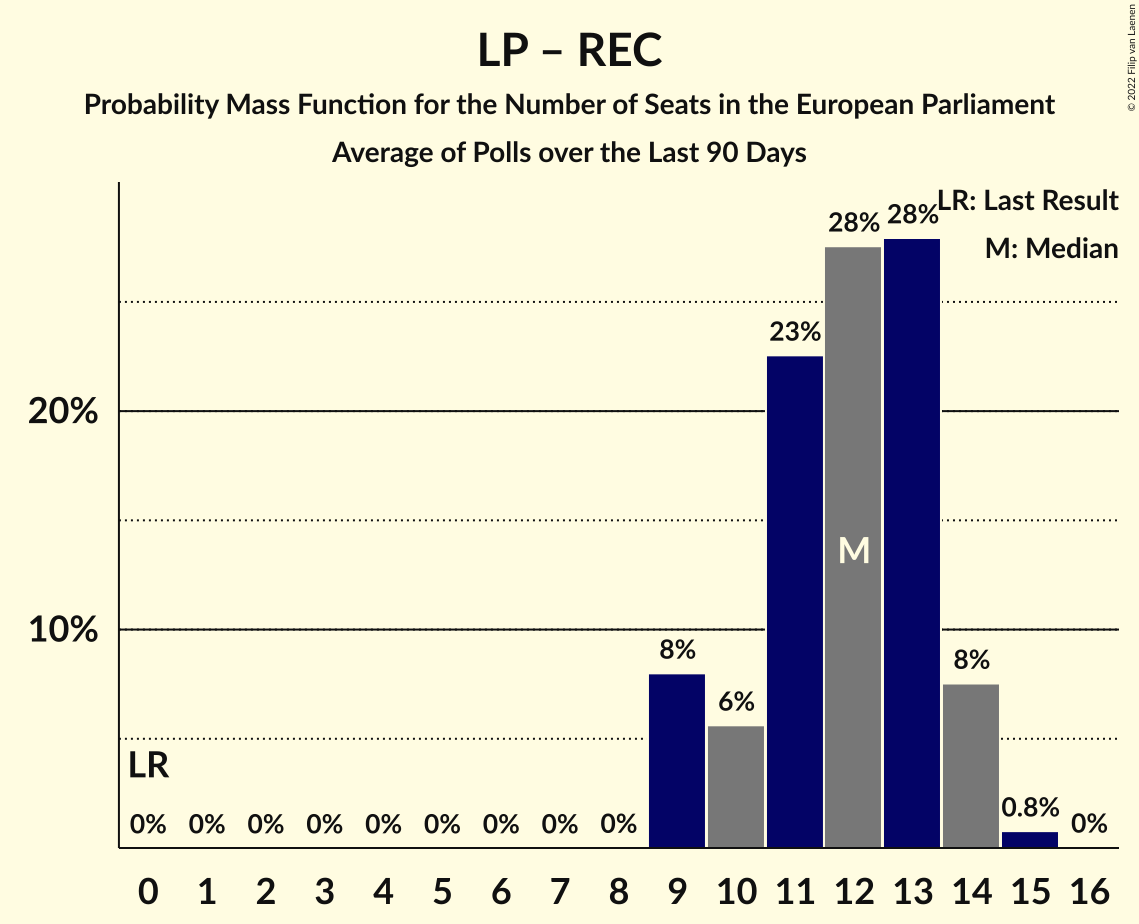 LP – REC
Probability Mass Function for the Number of Seats in the European Parliament
Average of Polls over the Last 90 Days
© 2022 Filip van Laenen
LR: Last Result
M: Median
28% 28%
23%
20%
M
10%
8%
8%
6%
LR
0% 0% 0% 0% 0% 0% 0% 0% 0% 0.8% 0%
0 1 2 3 4 5 6 7 8 9 10 11 12 13 14 15 16